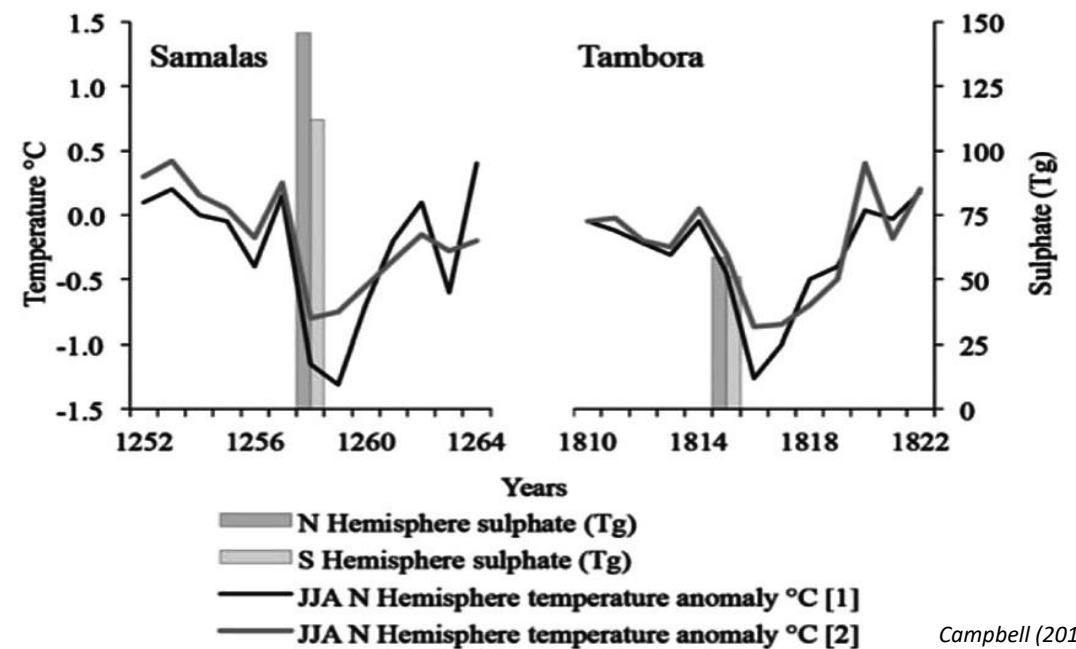 Samalas
Tambora
Temperature °C
1.5
1.0
0.5
0.0
-0.5
-1.0
-1.5
150
125
100
75
50
25
0
Sulphate (Tg)
1252 1256 1260 1264 1810 1814 1818 1822
Years
N Hemisphere sulphate (Tg)
S Hemisphere sulphate (Tg)
JJA N Hemisphere temperature anomaly °C [1]
JJA N Hemisphere temperature anomaly °C [2]
Campbell (201